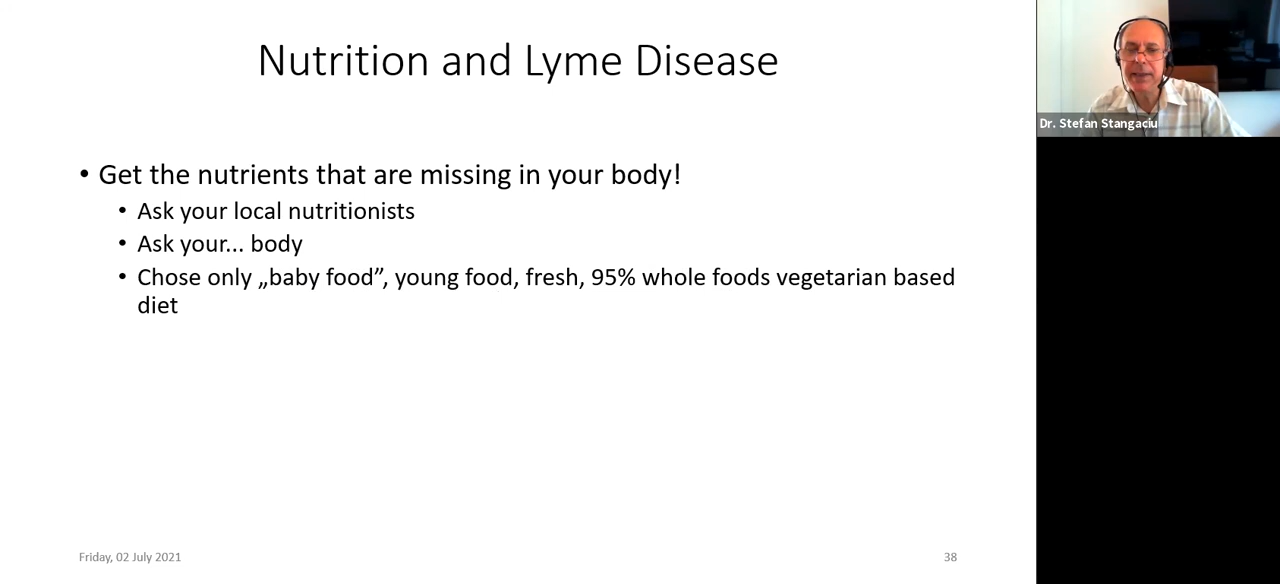 Nutrition and Lyme Disease
Dr. Stefan Stangaciu
• Get the nutrients that are missing in your body!
• Ask your local nutritionists
• Ask your... body
• Chose only „baby food”, young food, fresh, 95% whole foods vegetarian based
diet
Friday, 02 July 2021
38